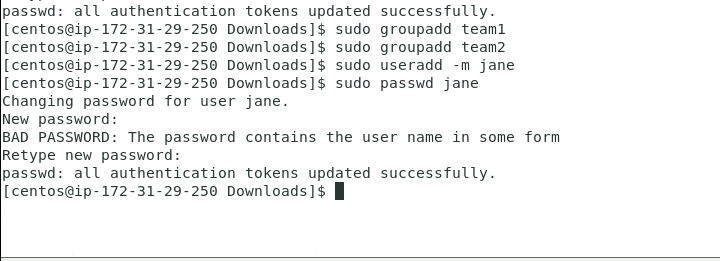 passwd: all authentication tokens updated successfully.
[centos@ip-172-31-29-250 Downloads]$ sudo groupadd team1
[centos@ip-172-31-29-250 Downloads]$ sudo groupadd team2
[centos@ip-172-31-29-250 Downloads]$ sudo useradd -m jane
[centos@ip-172-31-29-250 Downloads]$ sudo passwd jane
Changing password for user jane.
New password:
BAD PASSWORD: The password contains the user name in some form
Retype new password:
passwd: all authentication tokens updated successfully.
[centos@ip-172-31-29-250 Downloads]$